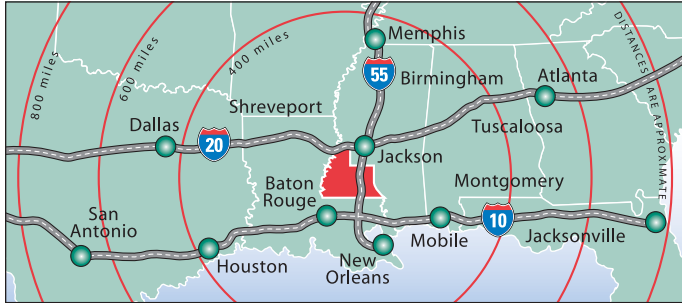 800 miles
600 miles
400 miles
DISTANCES ARE APPROXIMATE
Memphis
55
Birmingham
Atlanta
Shreveport
Dallas
20
Tuscaloosa
Jackson
Baton
Rouge
Montgomery
San
Antonio
10
Mobile
Jacksonville
Houston
New
Orleans